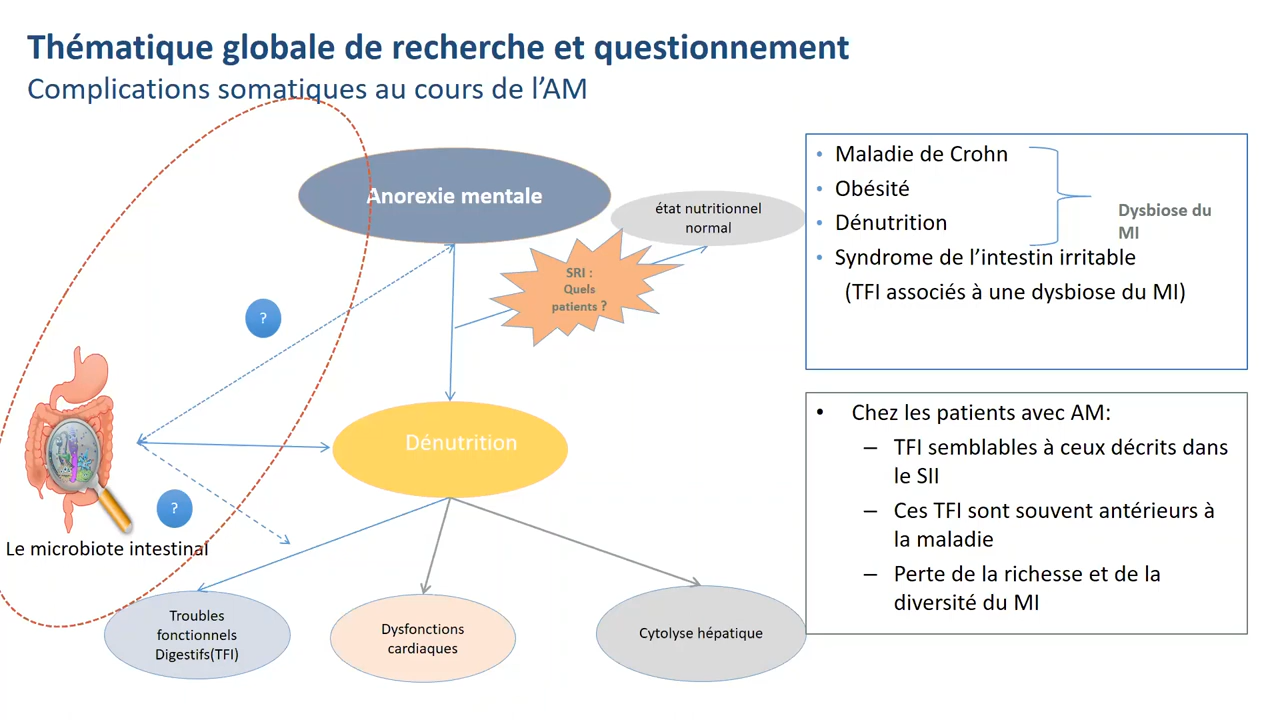 Thématique globale de recherche et questionnement
Complications somatiques au cours de l’AM
Anorexie mentale
état nutritionnel
normal
SRI :
Quels
patients ?
?
Dénutrition
?
Le microbiote intestinal
Troubles
fonctionnels
Digestifs(TFI)
Dysfonctions
cardiaques
Cytolyse hépatique
• Maladie de Crohn
• Obésité
• Dénutrition
• Syndrome de l’intestin irritable
(TFI associés à une dysbiose du MI)
Dysbiose du
MI
• Chez les patients avec AM:
– TFI semblables à ceux décrits dans
le SII
– Ces TFI sont souvent antérieurs à
la maladie
– Perte de la richesse et de la
diversité du MI